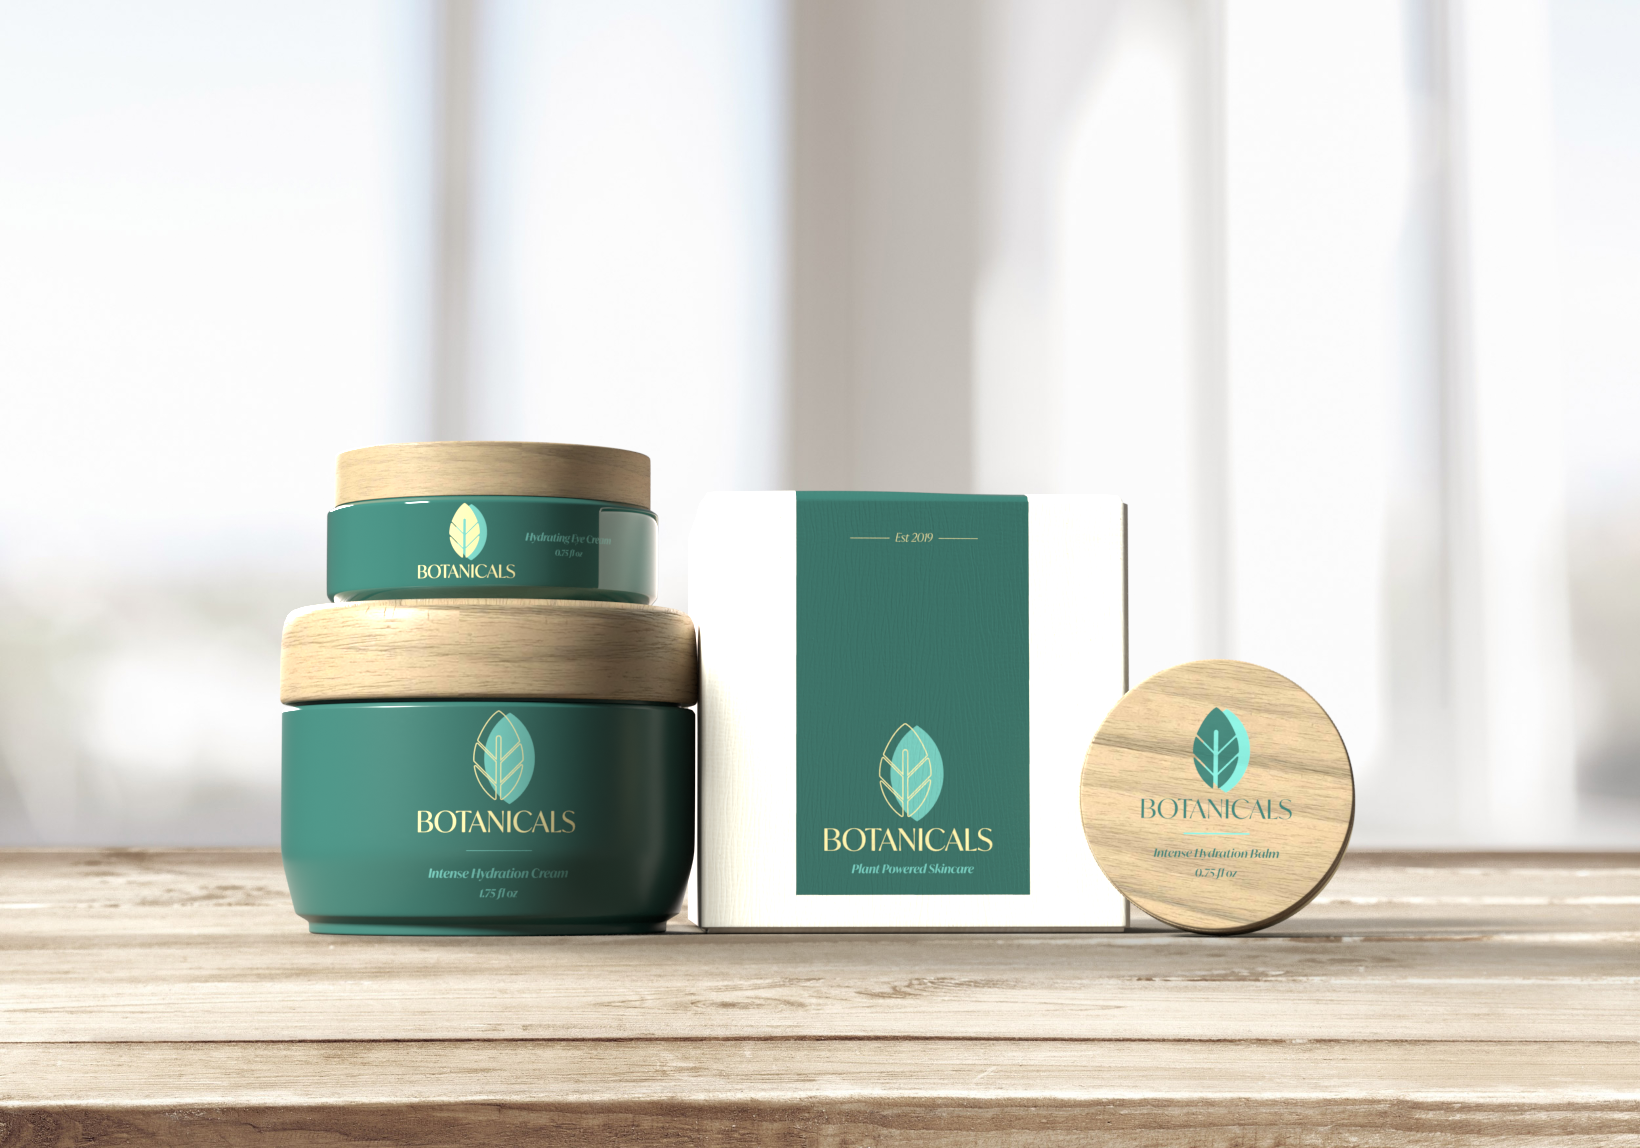 BOTANICALS
Hydrating Eye Cream
0.75 fl oz
BOTANICALS
Intense Hydration Cream
1.75 fl oz
Est 2019
BOTANICALS
Plant Powered Skincare
BOTANICALS
Intense Hydration Balm
0.75 fl oz